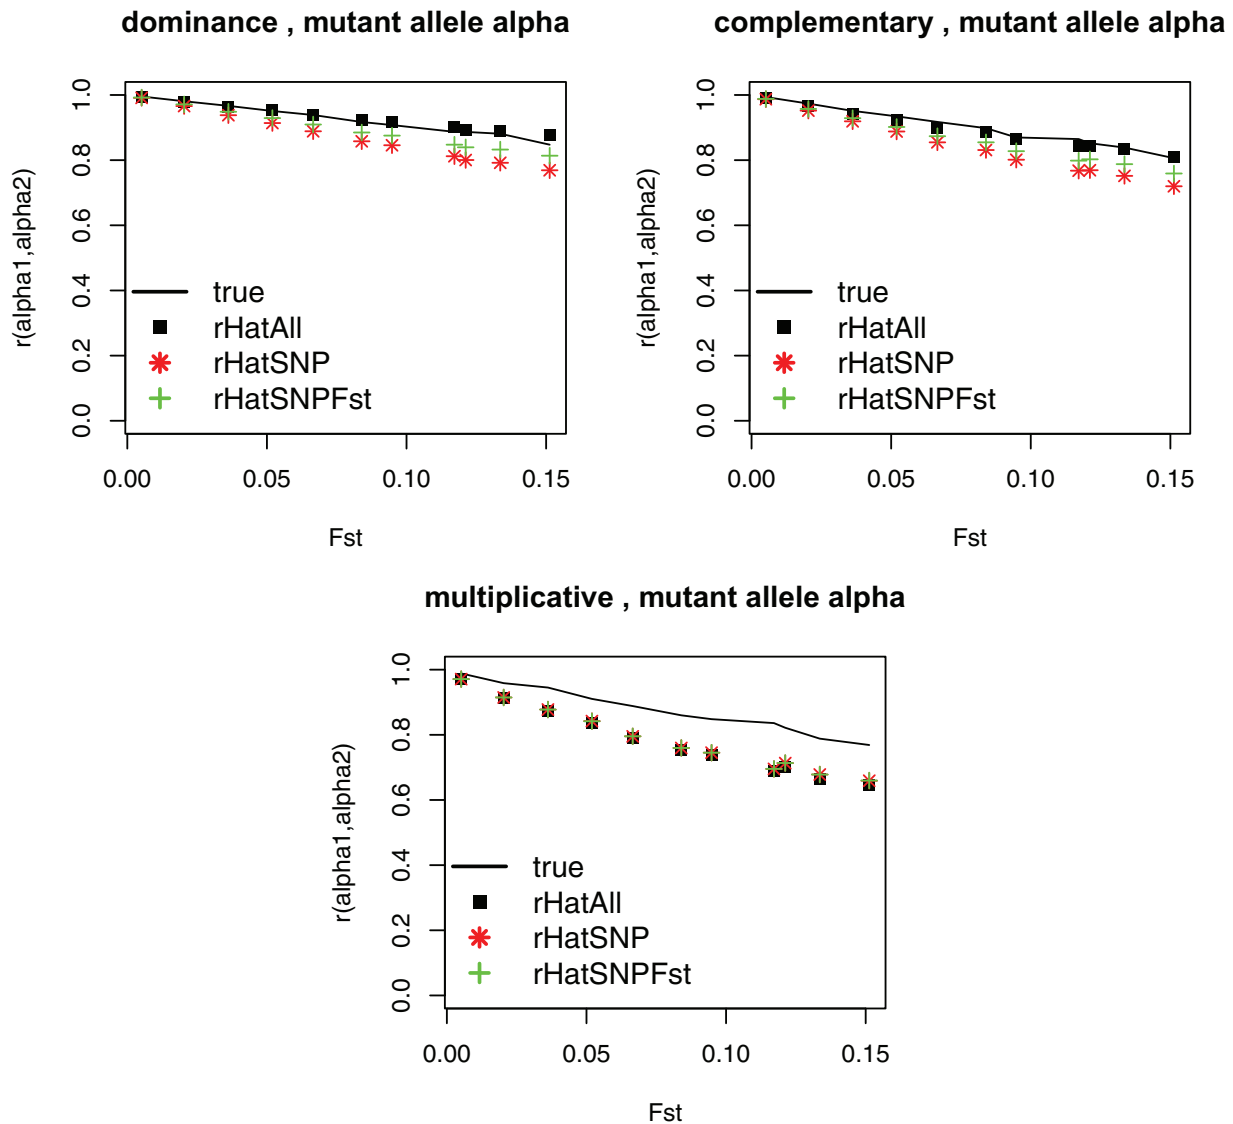 dominance , mutant allele alpha
r(alpha1,alpha2)
1.0
0.8
0.6
0.4
0.2
0.0
true
rHatAll
rHatSNP
rHatSNPFst
0.00 0.05 0.10 0.15
Fst
complementary , mutant allele alpha
r(alpha1,alpha2)
1.0
0.8
0.6
0.4
0.2
0.0
true
rHatAll
rHatSNP
rHatSNPFst
0.00 0.05 0.10 0.15
Fst
multiplicative , mutant allele alpha
r(alpha1,alpha2)
1.0
0.8
0.6
0.4
0.2
0.0
true
rHatAll
rHatSNP
rHatSNPFst
0.00 0.05 0.10 0.15
Fst